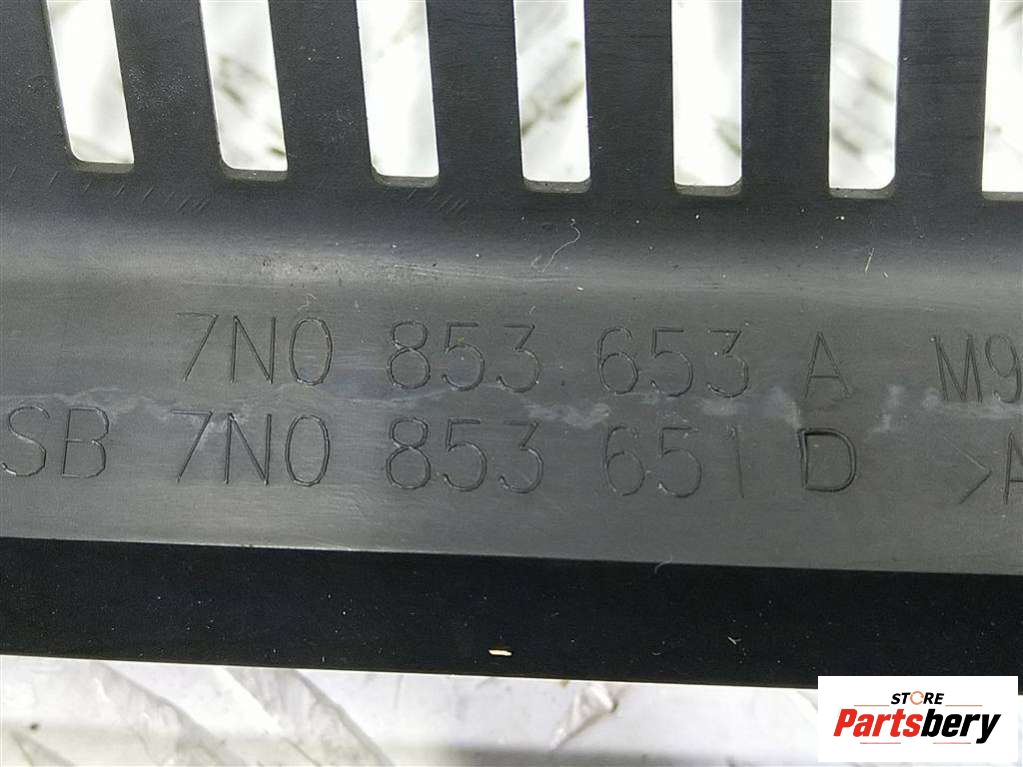 7N0 853 653 A M9
SB 7N0 853 651 D >A
STORE
Partsbery